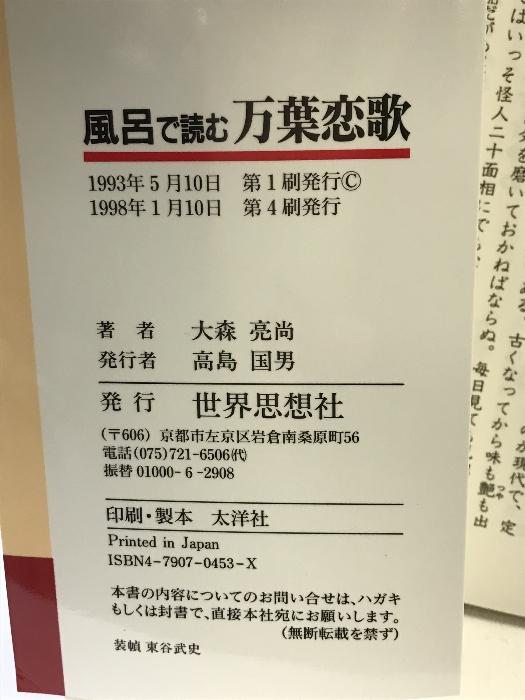 風呂で読む 万葉恋歌
1993年5月10日 第1刷発行©
1998年1月10日 第4刷発行
著者 大森 亮尚
発行者 高島 国男
発行 世界思想社
(〒606) 京都市左京区岩倉南桑原町56
電話(075)721-6506(代)
振替 01000-6-2908
印刷・製本 太洋社
Printed in Japan
ISBN4-7907-0453-X
本書の内容についてのお問い合せは、ハガキ
もしくは封書で、直接本社宛にお願いします。
(無断転載を禁ず)
装幀 東谷武史
古くなってから味も艶も出
つや
を磨いておかねばならぬ。毎日見て
はいっそ怪人二十面相にで